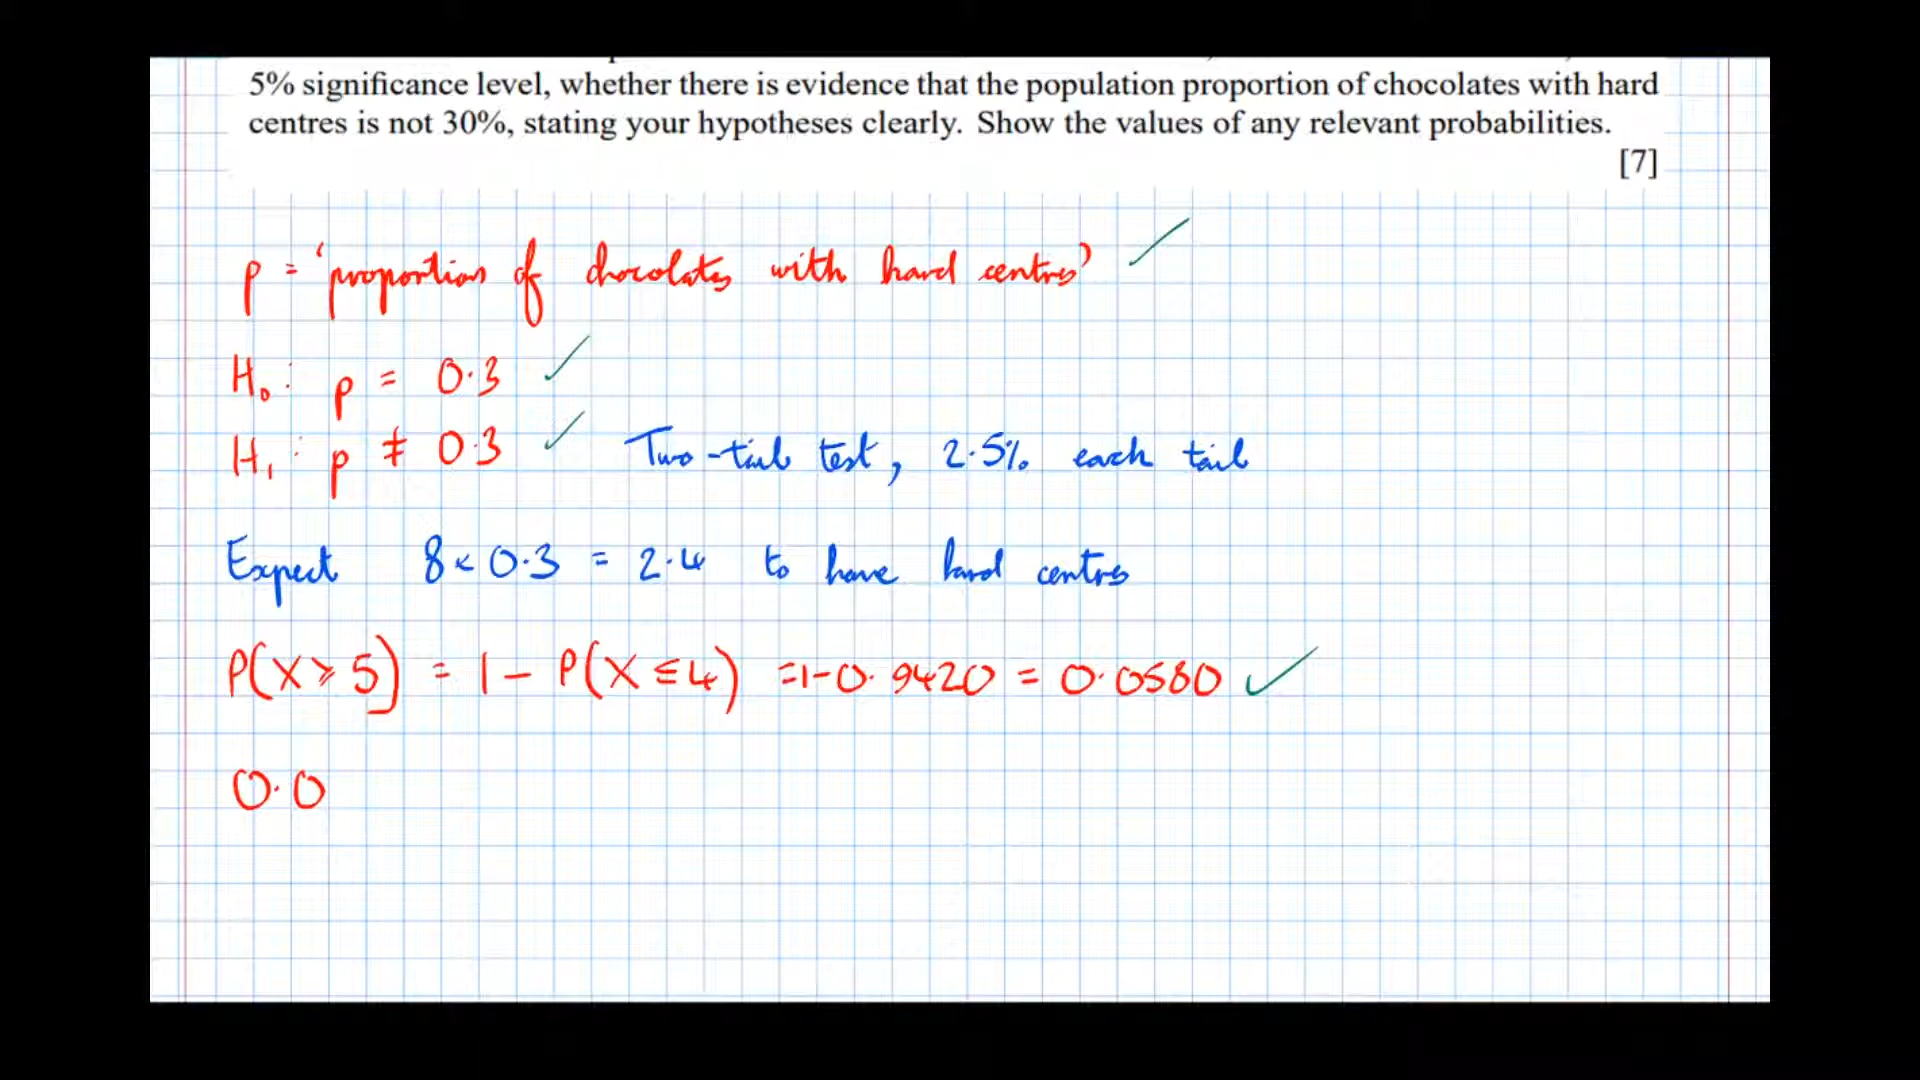 5% significance level, whether there is evidence that the population proportion of chocolates with hard
centres is not 30%, stating your hypotheses clearly. Show the values of any relevant probabilities.
[7]
p = 'proportion of chocolates with hard centres' ✓
H₀: p = 0.3 ✓
H₁: p ≠ 0.3 ✓ Two-tail test, 2.5% each tail
Expect 8 × 0.3 = 2.4 to have hard centres
P(X ≥ 5) = 1 - P(X ≤ 4) = 1 - 0.9420 = 0.0580 ✓
0.0